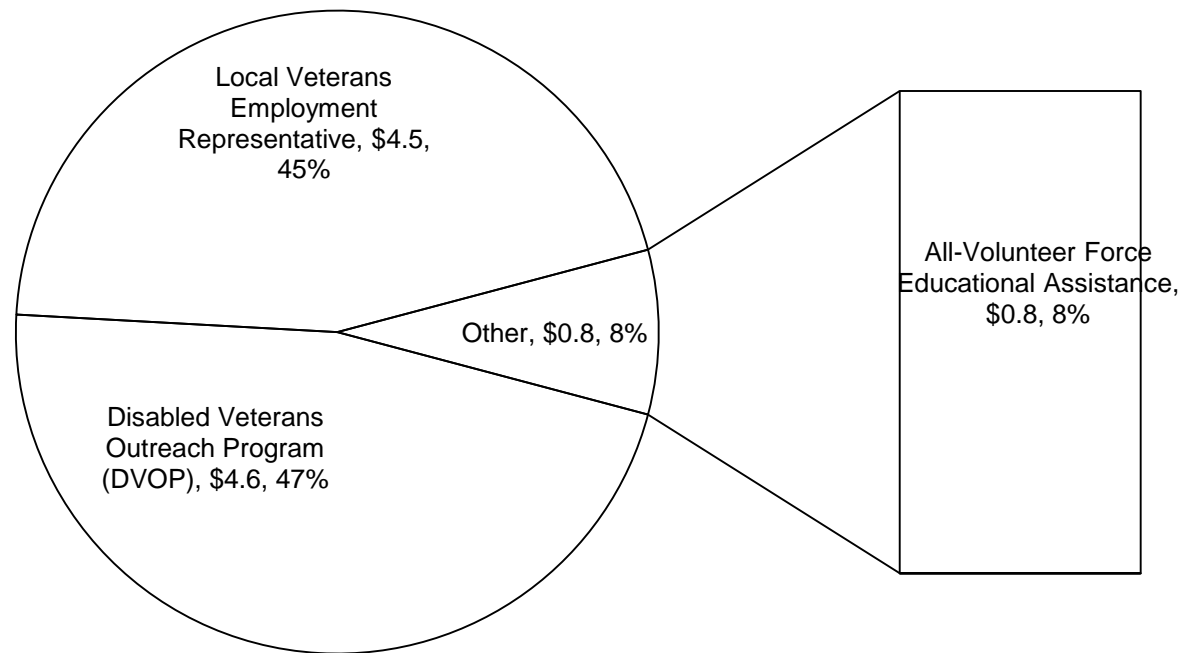 Local Veterans
Employment
Representative, $4.5,
45%
All-Volunteer Force
Educational Assistance,
$0.8, 8%
Other, $0.8, 8%
Disabled Veterans
Outreach Program
(DVOP), $4.6, 47%